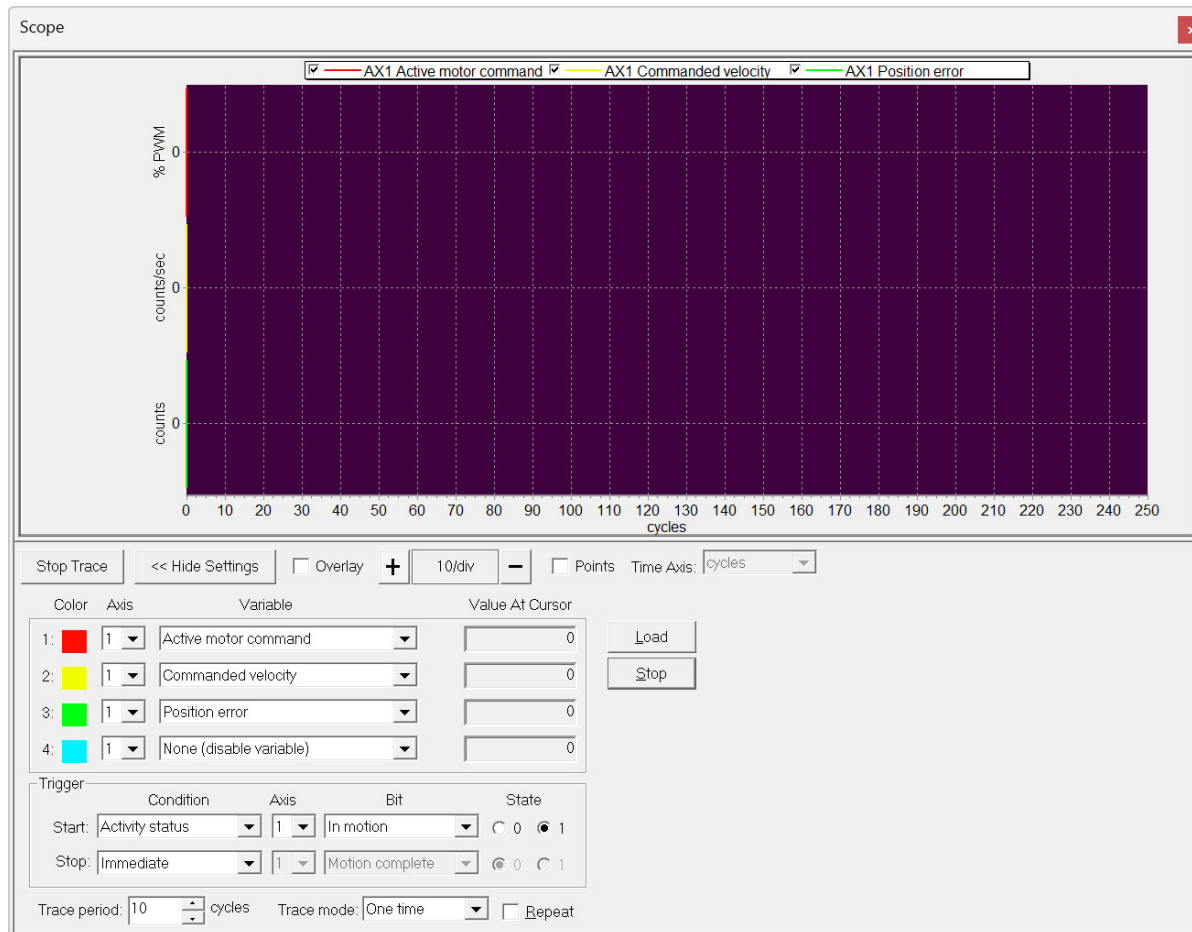 Scope
x
AX1 Active motor command AX1 Commanded velocity AX1 Position error
% PWM
0
counts/sec
0
counts
0
0 10 20 30 40 50 60 70 80 90 100 110 120 130 140 150 160 170 180 190 200 210 220 230 240 250
cycles
Stop Trace << Hide Settings Overlay + 10/div − Points Time Axis: cycles
Color Axis Variable Value At Cursor
1: 1 Active motor command 0 Load
2: 1 Commanded velocity 0 Stop
3: 1 Position error 0
4: 1 None (disable variable) 0
Trigger
Condition Axis Bit State
Start: Activity status 1 In motion 0 1
Stop: Immediate 1 Motion complete 0 1
Trace period: 10 cycles Trace mode: One time Repeat